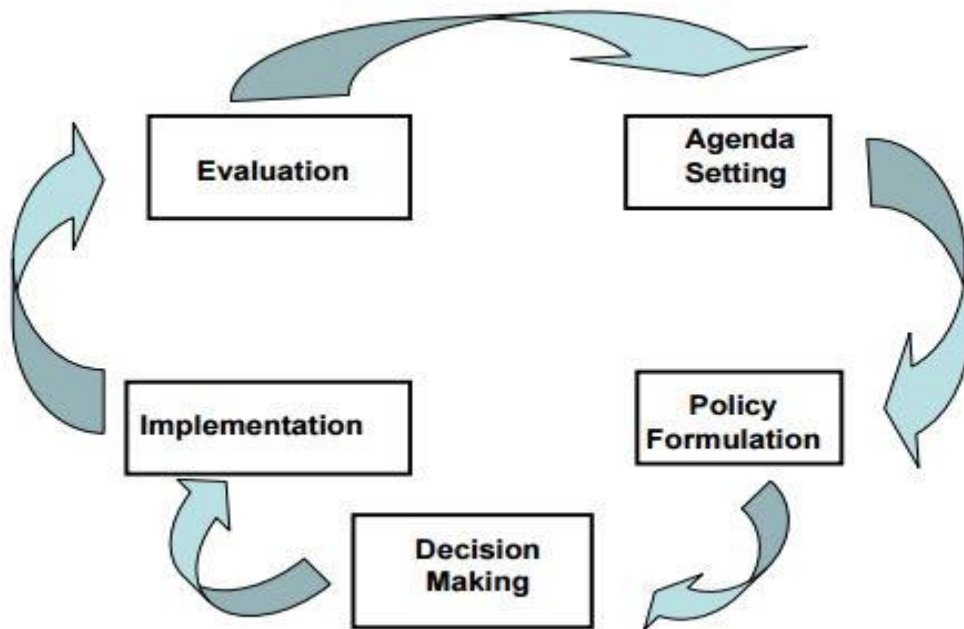 Evaluation
Agenda
Setting
Implementation
Policy
Formulation
Decision
Making